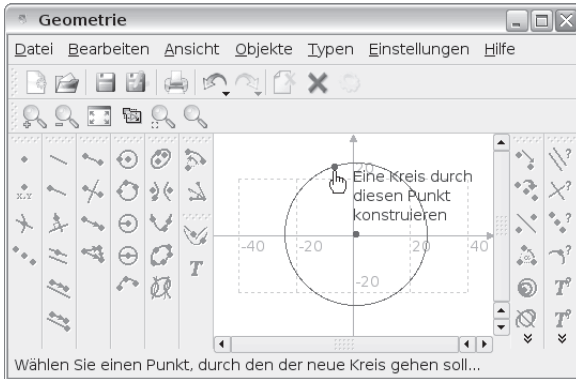 Geometrie
Datei Bearbeiten Ansicht Objekte Typen Einstellungen Hilfe
X,Y
T
20
Eine Kreis durch
diesen Punkt
konstruieren
-40 -20 20 40
-20
T?
T?
Wählen Sie einen Punkt, durch den der neue Kreis gehen soll...